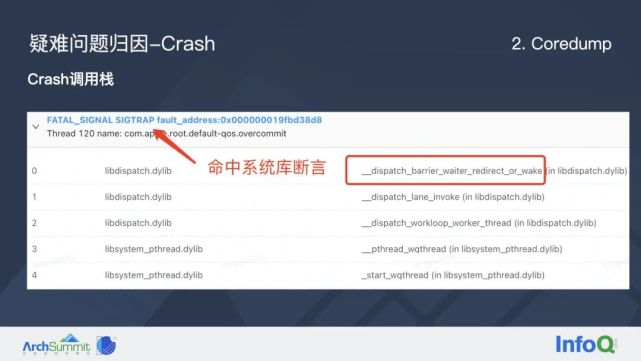 疑难问题归因-Crash
2. Coredump
Crash调用栈
FATAL_SIGNAL SIGTRAP fault_address:0x000000019fbd38d8
Thread 120 name: com.apple.root.default-qos.overcommit
命中系统库断言
0 libdispatch.dylib __dispatch_barrier_waiter_redirect_or_wake (in libdispatch.dylib)
1 libdispatch.dylib __dispatch_lane_invoke (in libdispatch.dylib)
2 libdispatch.dylib __dispatch_workloop_worker_thread (in libdispatch.dylib)
3 libsystem_pthread.dylib __pthread_wqthread (in libsystem_pthread.dylib)
4 libsystem_pthread.dylib _start_wqthread (in libsystem_pthread.dylib)
ArchSummit
InfoQ